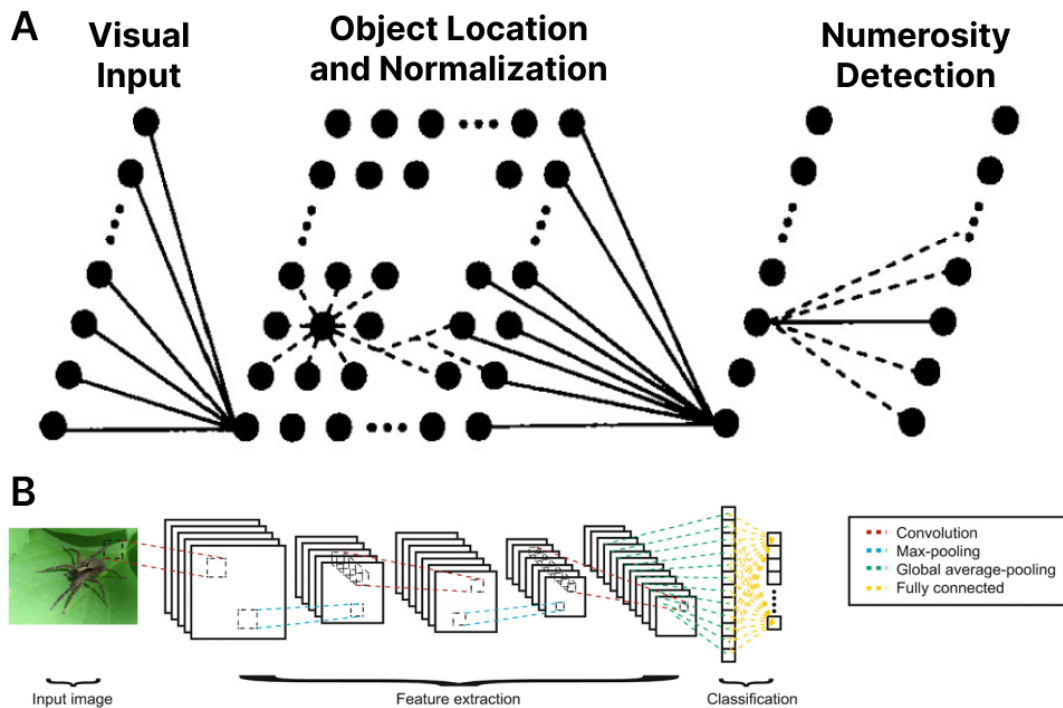 A
Visual
Input
Object Location
and Normalization
Numerosity
Detection
B
Convolution
Max-pooling
Global average-pooling
Fully connected
Input image
Feature extraction
Classification